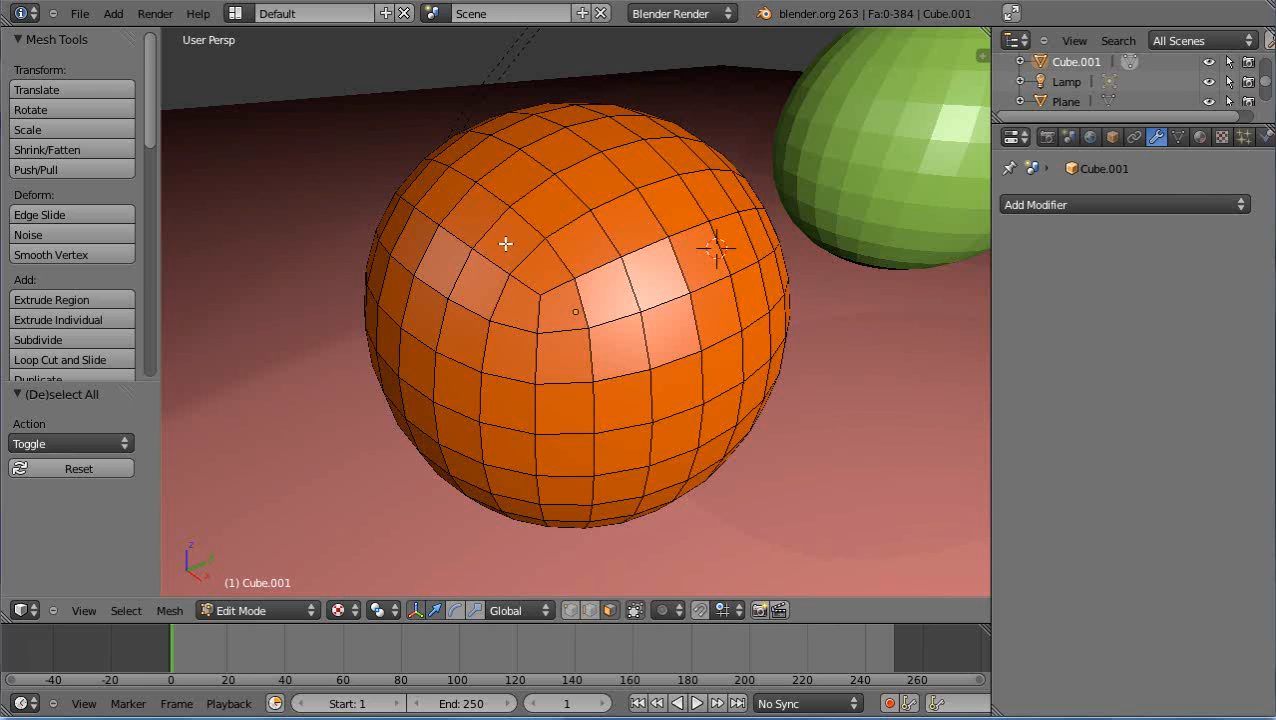 File Add Render Help Default Scene Blender Render blender.org 263 | Fa:0-384 | Cube.001
Mesh Tools
Transform:
Translate
Rotate
Scale
Shrink/Fatten
Push/Pull
Deform:
Edge Slide
Noise
Smooth Vertex
Add:
Extrude Region
Extrude Individual
Subdivide
Loop Cut and Slide
Duplicate
(De)select All
Action
Toggle
Reset
User Persp
z
y
x
(1) Cube.001
View Search All Scenes
Cube.001
Lamp
Plane
Cube.001
Add Modifier
View Select Mesh Edit Mode Global
-40 -20 0 20 40 60 80 100 120 140 160 180 200 220 240 260
View Marker Frame Playback Start: 1 End: 250 1 No Sync